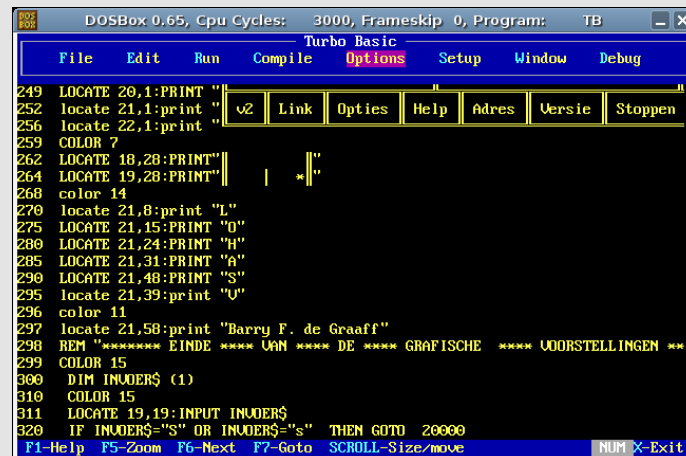 DOSBox 0.65, Cpu Cycles: 3000, Frameskip 0, Program: TB
Turbo Basic
File Edit Run Compile Options Setup Window Debug
249 LOCATE 20,1:PRINT "
252 locate 21,1:print " v2 Link Opties Help Adres Versie Stoppen
256 locate 22,1:print "
259 COLOR 7
262 LOCATE 18,28:PRINT"║ ║"
264 LOCATE 19,28:PRINT"║ | *║"
268 color 14
270 locate 21,8:print "L"
275 LOCATE 21,15:PRINT "O"
280 LOCATE 21,24:PRINT "H"
285 LOCATE 21,31:PRINT "A"
290 LOCATE 21,48:PRINT "S"
295 locate 21,39:print "V"
296 color 11
297 locate 21,58:print "Barry F. de Graaff"
298 REM "******* EINDE **** VAN **** DE **** GRAFISCHE **** VOORSTELLINGEN **
299 COLOR 15
300 DIM INVOER$ (1)
310 COLOR 15
311 LOCATE 19,19:INPUT INVOER$
320 IF INVOER$="S" OR INVOER$="s" THEN GOTO 20000
F1-Help F5-Zoom F6-Next F7-Goto SCROLL-Size/move NUM X-Exit